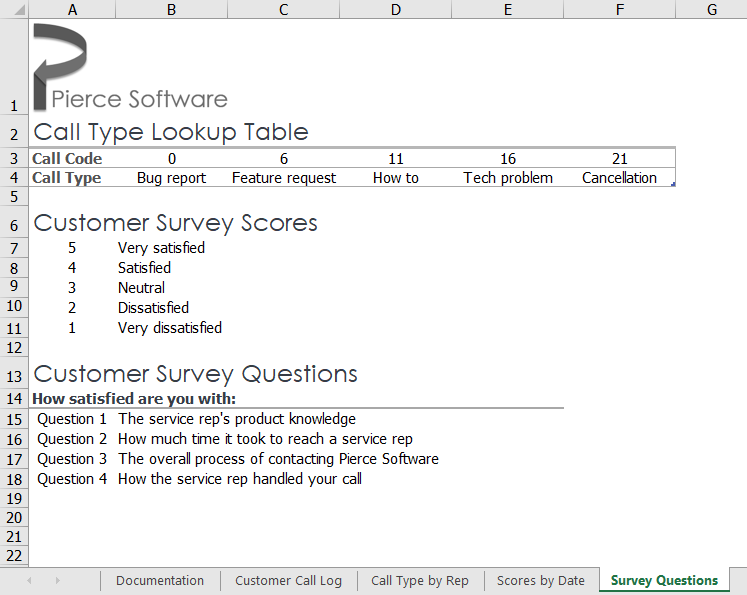 A B C D E F G
1 Pierce Software
2 Call Type Lookup Table
3 Call Code 0 6 11 16 21
4 Call Type Bug report Feature request How to Tech problem Cancellation
5
6 Customer Survey Scores
7 5 Very satisfied
8 4 Satisfied
9 3 Neutral
10 2 Dissatisfied
11 1 Very dissatisfied
12
13 Customer Survey Questions
14 How satisfied are you with:
15 Question 1 The service rep's product knowledge
16 Question 2 How much time it took to reach a service rep
17 Question 3 The overall process of contacting Pierce Software
18 Question 4 How the service rep handled your call
19
20
21
22
Documentation Customer Call Log Call Type by Rep Scores by Date Survey Questions